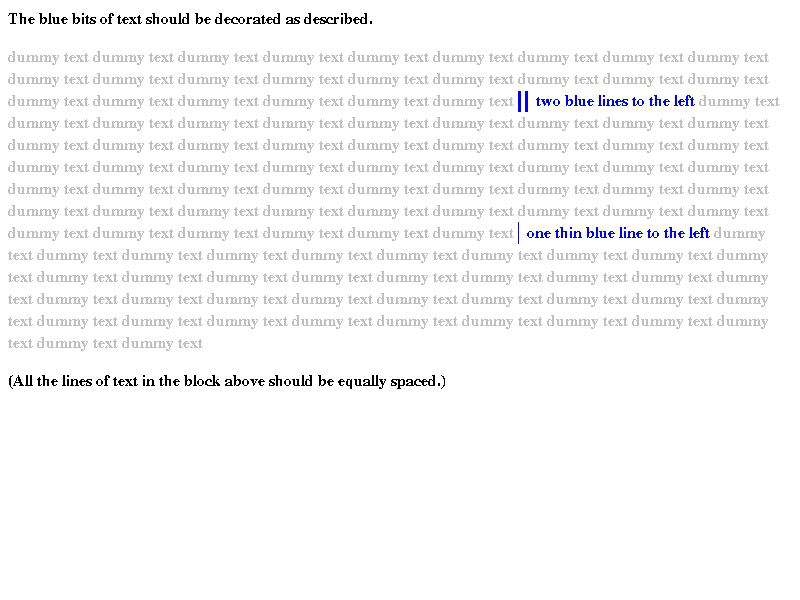 The blue bits of text should be decorated as described.
dummy text dummy text dummy text dummy text dummy text dummy text dummy text dummy text dummy text
dummy text dummy text dummy text dummy text dummy text dummy text dummy text dummy text dummy text
dummy text dummy text dummy text dummy text dummy text dummy text two blue lines to the left dummy text
dummy text dummy text dummy text dummy text dummy text dummy text dummy text dummy text dummy text
dummy text dummy text dummy text dummy text dummy text dummy text dummy text dummy text dummy text
dummy text dummy text dummy text dummy text dummy text dummy text dummy text dummy text dummy text
dummy text dummy text dummy text dummy text dummy text dummy text dummy text dummy text dummy text
dummy text dummy text dummy text dummy text dummy text dummy text dummy text dummy text dummy text
dummy text dummy text dummy text dummy text dummy text dummy text one thin blue line to the left dummy
text dummy text dummy text dummy text dummy text dummy text dummy text dummy text dummy text dummy
text dummy text dummy text dummy text dummy text dummy text dummy text dummy text dummy text dummy
text dummy text dummy text dummy text dummy text dummy text dummy text dummy text dummy text dummy
text dummy text dummy text dummy text dummy text dummy text dummy text dummy text dummy text dummy
text dummy text dummy text
(All the lines of text in the block above should be equally spaced.)